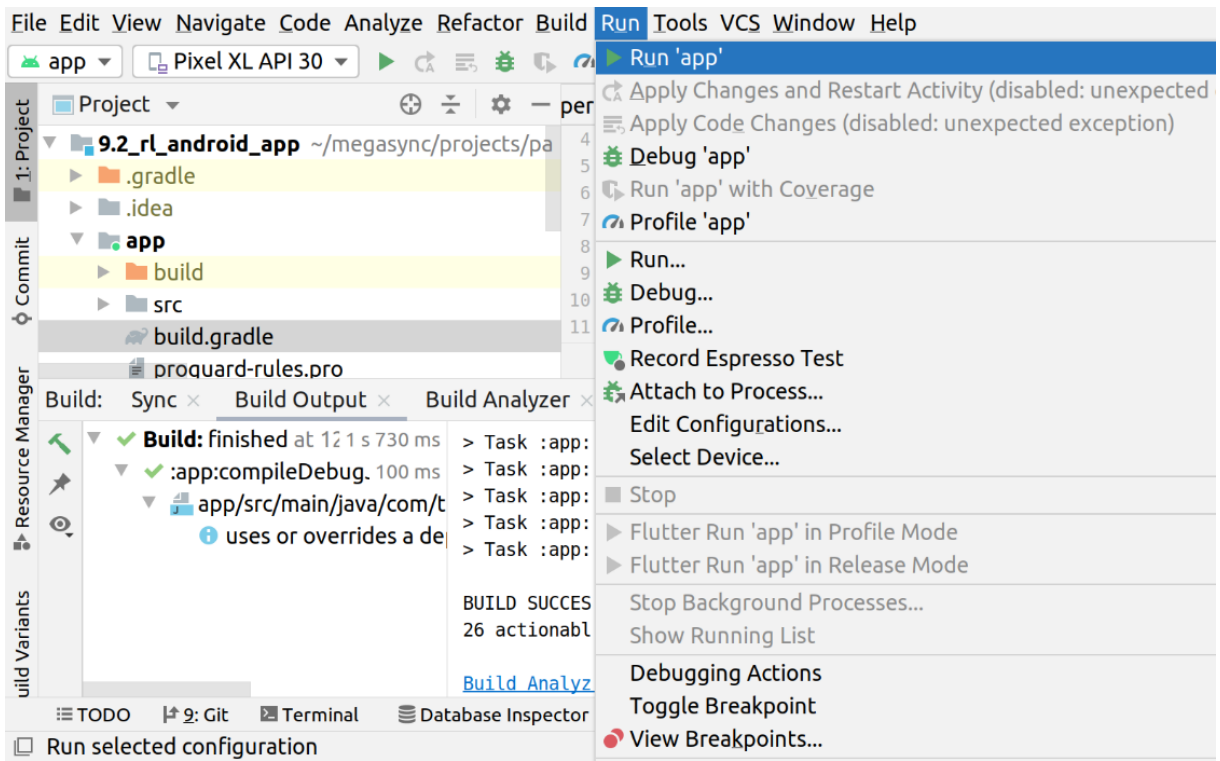 File Edit View Navigate Code Analyze Refactor Build Run Tools VCS Window Help
app Pixel XL API 30
Project
per
9.2_rl_android_app ~/megasync/projects/pa
.gradle
.idea
app
build
src
build.gradle
proguard-rules.pro
4
5
6
7
8
9
10
11
1: Project
Commit
Resource Manager
uild Variants
Build: Sync Build Output Build Analyzer
Build: finished at 12 1 s 730 ms
:app:compileDebug. 100 ms
app/src/main/java/com/t
uses or overrides a de
> Task :app:
> Task :app:
> Task :app:
> Task :app:
> Task :app:
BUILD SUCCES
26 actionabl
Build Analyz
TODO 9: Git Terminal Database Inspector
Run selected configuration
Run 'app'
Apply Changes and Restart Activity (disabled: unexpected
Apply Code Changes (disabled: unexpected exception)
Debug 'app'
Run 'app' with Coverage
Profile 'app'
Run...
Debug...
Profile...
Record Espresso Test
Attach to Process...
Edit Configurations...
Select Device...
Stop
Flutter Run 'app' in Profile Mode
Flutter Run 'app' in Release Mode
Stop Background Processes...
Show Running List
Debugging Actions
Toggle Breakpoint
View Breakpoints...